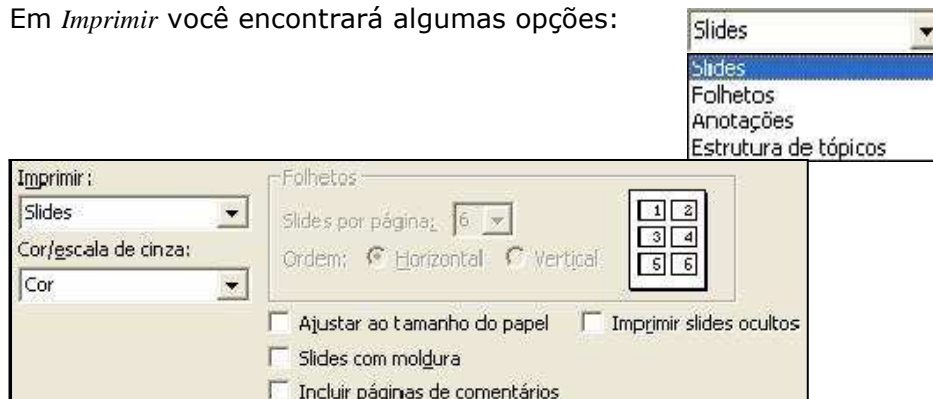 Em Imprimir você encontrará algumas opções:
Slides
Slides
Folhetos
Anotações
Estrutura de tópicos
Imprimir:
Slides
Cor/escala de cinza:
Cor
Folhetos
Slides por página: 6
Ordem: Horizontal Vertical
1 2
3 4
5 6
Ajustar ao tamanho do papel Imprimir slides ocultos
Slides com moldura
Incluir páginas de comentários